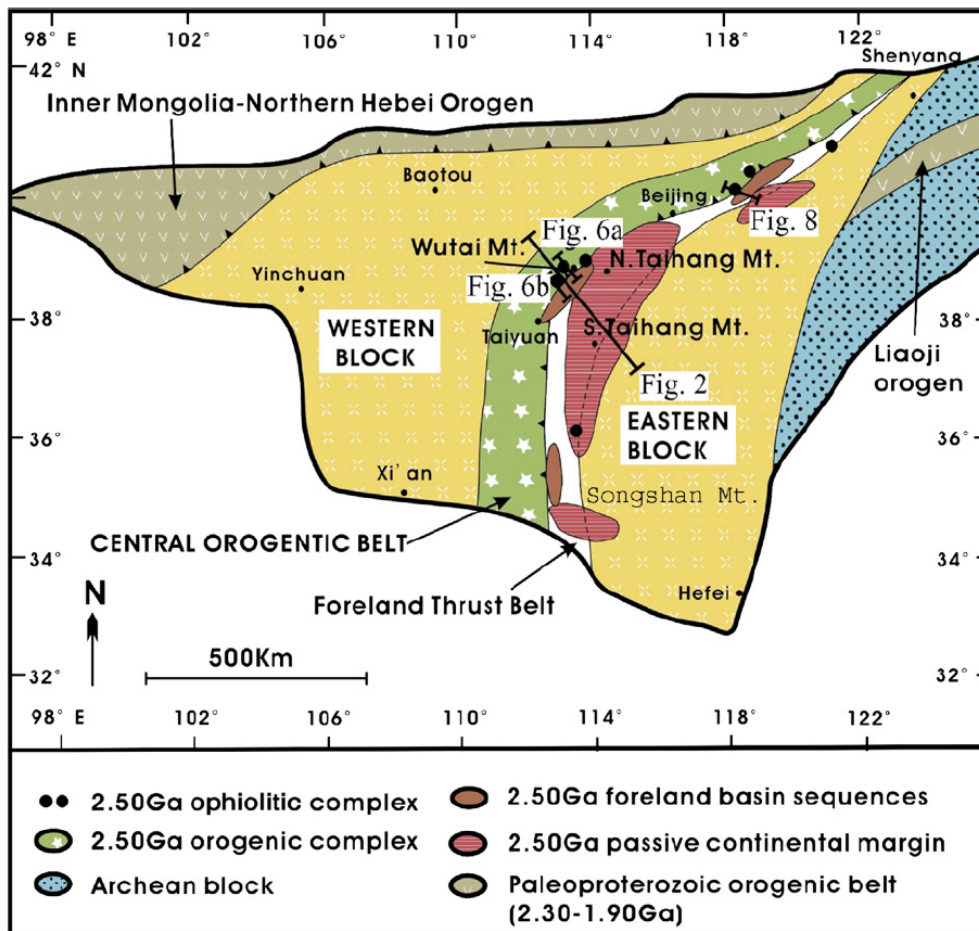 98° E 102° 106° 110° 114° 118° 122°
42° N
Shenyang
Inner Mongolia-Northern Hebei Orogen
Baotou
Beijing
Fig. 8
Fig. 6a
Wutai Mt.
N.Taihang Mt.
Yinchuan
Fig. 6b
38°
WESTERN
BLOCK
Taiyuan
S.Taihang Mt.
38°
Liaoji
orogen
Fig. 2
36°
EASTERN
BLOCK
36°
Xi' an
Songshan Mt.
CENTRAL OROGENTIC BELT
34°
34°
Foreland Thrust Belt
Hefei
N
500Km
32°
32°
98° E 102° 106° 110° 114° 118° 122°
2.50Ga ophiolitic complex
2.50Ga foreland basin sequences
2.50Ga orogenic complex
2.50Ga passive continental margin
Archean block
Paleoproterozoic orogenic belt
(2.30-1.90Ga)